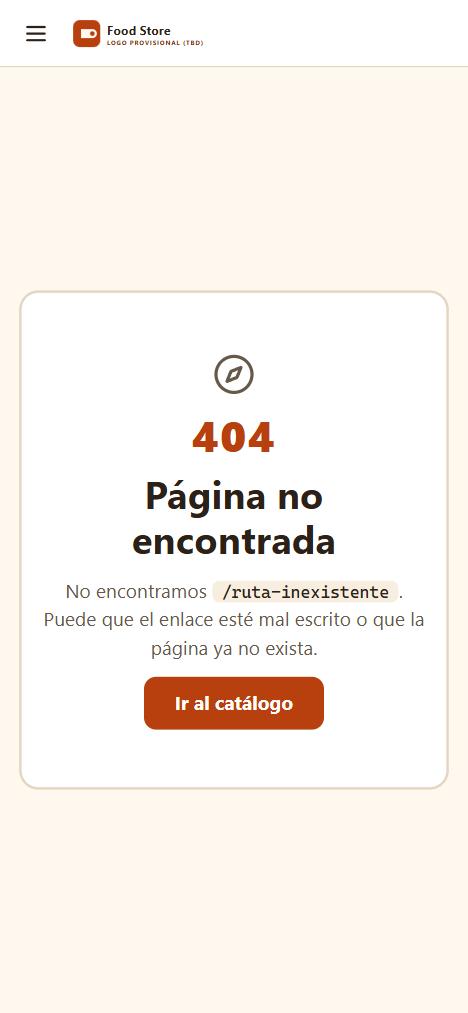 Food Store
LOGO PROVISIONAL (TBD)
404
Página no
encontrada
No encontramos /ruta-inexistente .
Puede que el enlace esté mal escrito o que la
página ya no exista.
Ir al catálogo